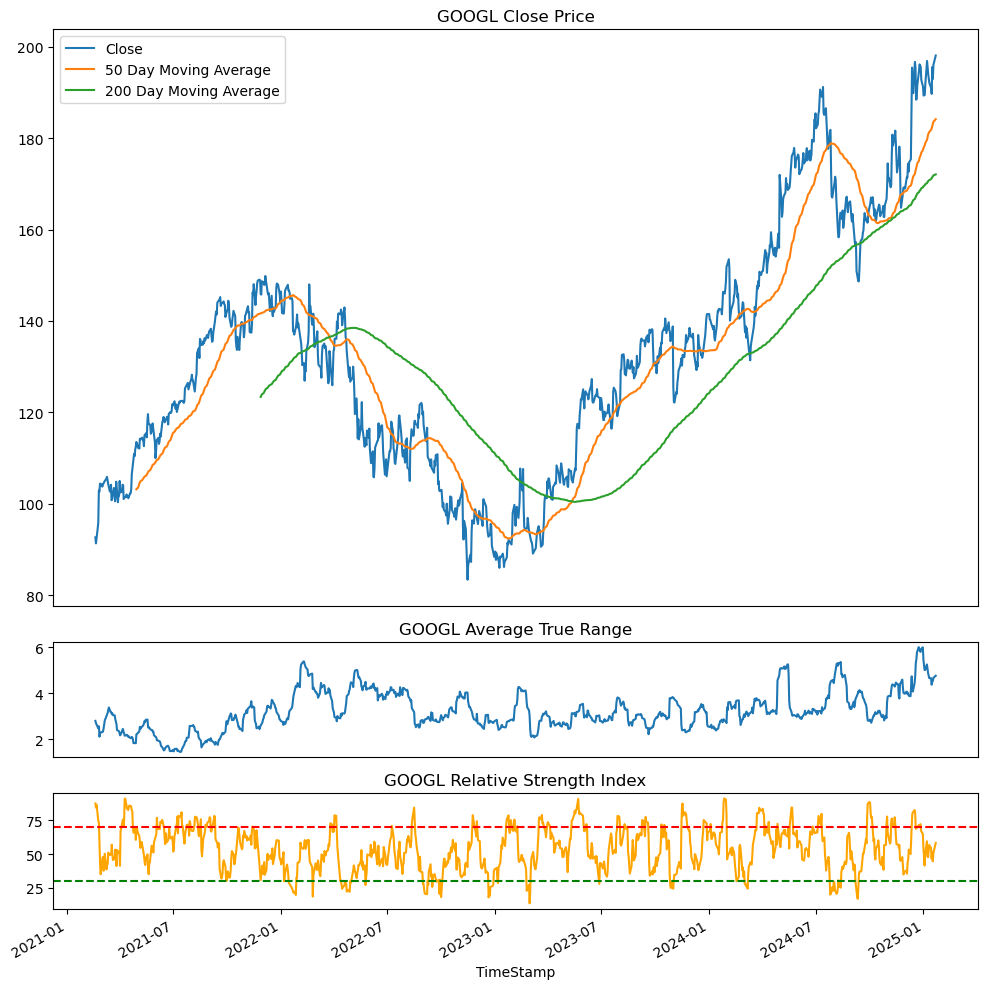 GOOGL Close Price
Close
50 Day Moving Average
200 Day Moving Average
200
180
160
140
120
100
80
GOOGL Average True Range
6
4
2
GOOGL Relative Strength Index
75
50
25
2021-01 2021-07 2022-01 2022-07 2023-01 2023-07 2024-01 2024-07 2025-01
TimeStamp